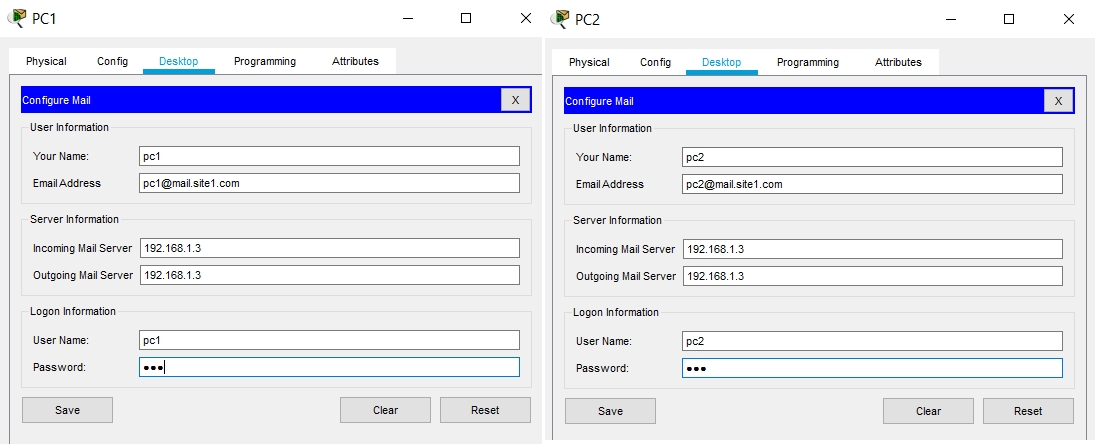 PC1
Physical Config Desktop Programming Attributes
Configure Mail X
User Information
Your Name: pc1
Email Address pc1@mail.site1.com
Server Information
Incoming Mail Server 192.168.1.3
Outgoing Mail Server 192.168.1.3
Logon Information
User Name: pc1
Password: •••
Save Clear Reset
PC2
Physical Config Desktop Programming Attributes
Configure Mail X
User Information
Your Name: pc2
Email Address pc2@mail.site1.com
Server Information
Incoming Mail Server 192.168.1.3
Outgoing Mail Server 192.168.1.3
Logon Information
User Name: pc2
Password: •••
Save Clear Reset